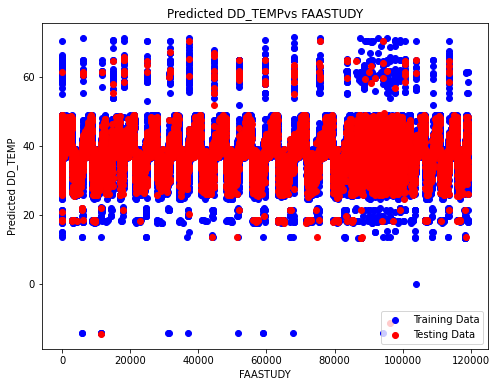 Predicted DD_TEMPvs FAASTUDY
Predicted DD_TEMP
60
40
20
0
0
20000
40000
60000
80000
100000
120000
FAASTUDY
Training Data
Testing Data